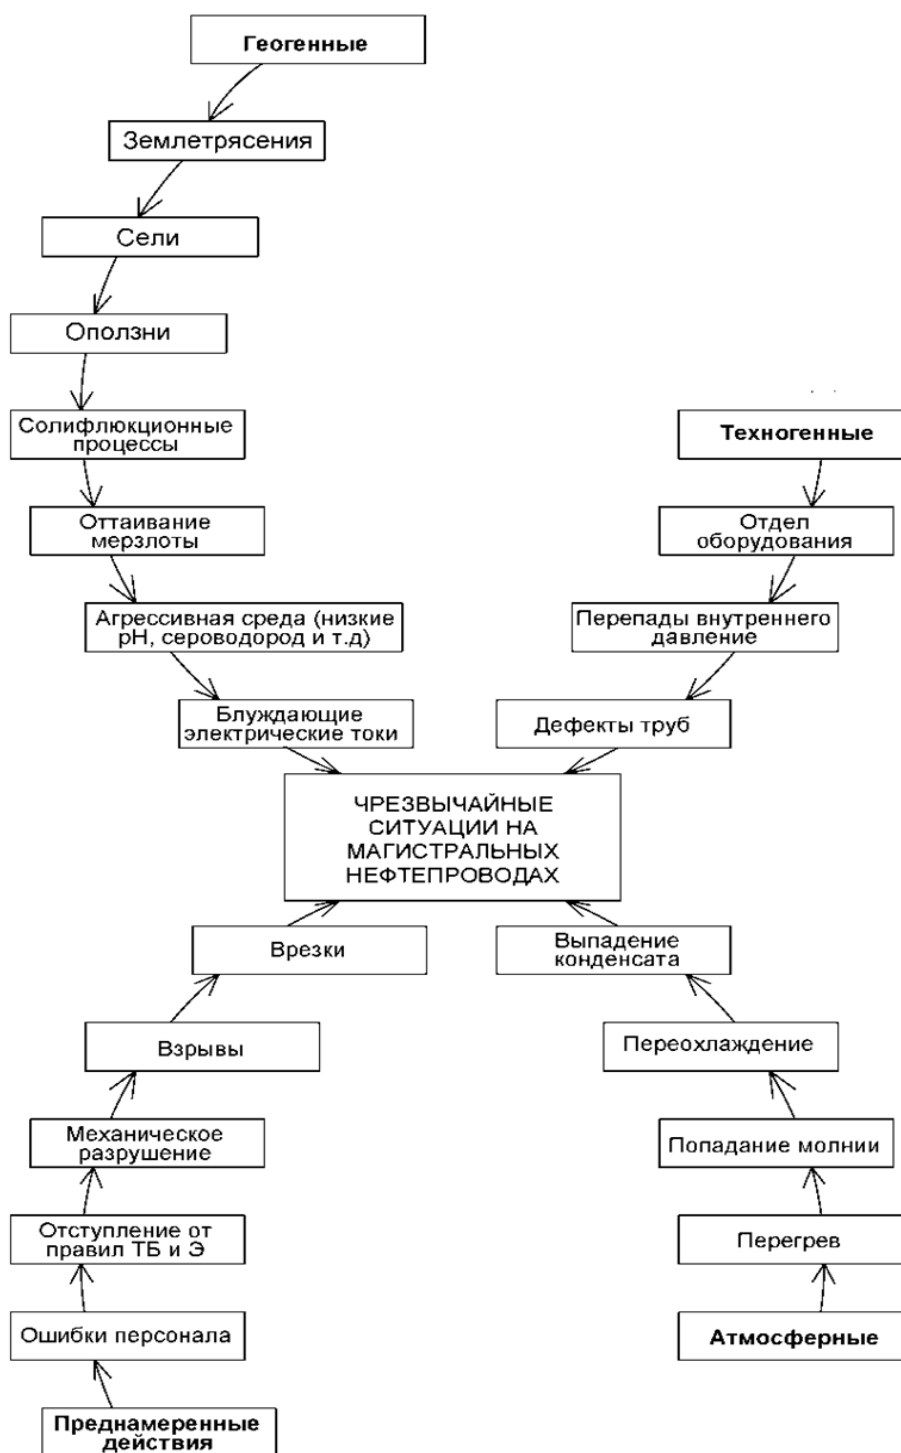 Геогенные
Землетрясения
Сели
Оползни
Солифлюкционные
процессы
Оттаивание
мерзлоты
Агрессивная среда (низкие
pH, сероводород и т.д)
Блуждающие
электрические токи
Техногенные
Отдел
оборудования
Перепады внутреннего
давление
Дефекты труб
ЧРЕЗВЫЧАЙНЫЕ
СИТУАЦИИ НА
МАГИСТРАЛЬНЫХ
НЕФТЕПРОВОДАХ
Врезки
Взрывы
Механическое
разрушение
Отступление от
правил ТБ и Э
Ошибки персонала
Преднамеренные
действия
Выпадение
конденсата
Переохлаждение
Попадание молнии
Перегрев
Атмосферные